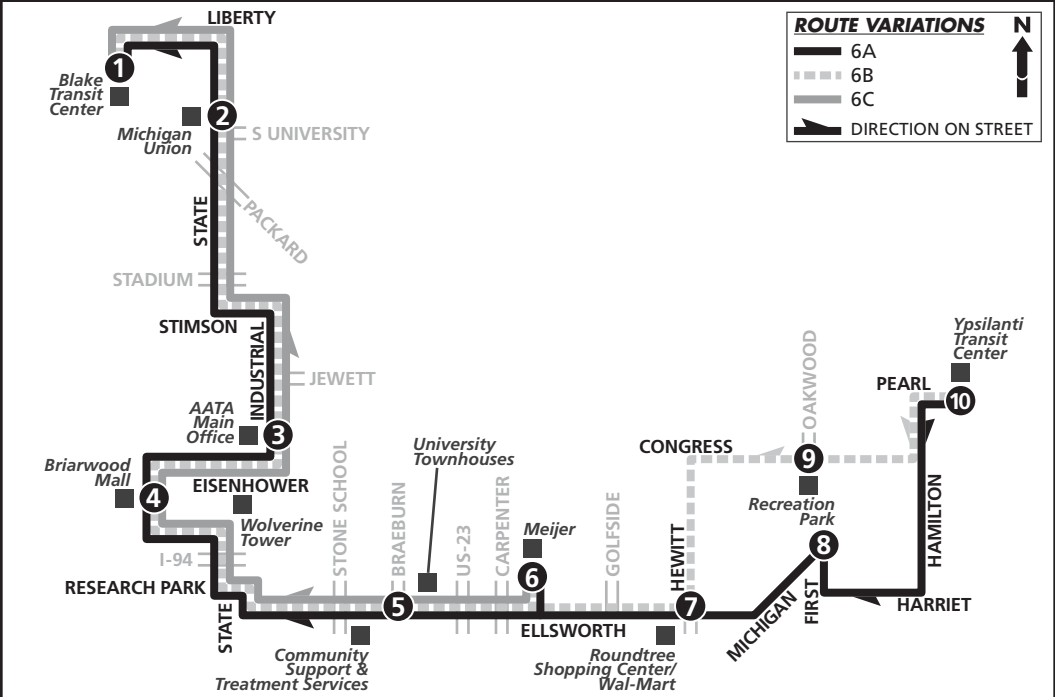 LIBERTY
ROUTE VARIATIONS
6A
6B
6C
DIRECTION ON STREET
N
1
Blake
Transit
Center
2
Michigan
Union
S UNIVERSITY
PACKARD
STATE
STADIUM
STIMSON
INDUSTRIAL
JEWETT
AATA
Main
Office
3
Briarwood
Mall
4
EISENHOWER
Wolverine
Tower
I-94
RESEARCH PARK
STATE
STONE SCHOOL
BRAEBURN
University
Townhouses
US-23
CARPENTER
Meijer
6
GOLFSIDE
5
Community
Support &
Treatment Services
ELLSWORTH
HEWITT
7
Roundtree
Shopping Center/
Wal-Mart
CONGRESS
OAKWOOD
9
Recreation
Park
8
MICHIGAN
FIRST
HARRIET
HAMILTON
PEARL
Ypsilanti
Transit
Center
10